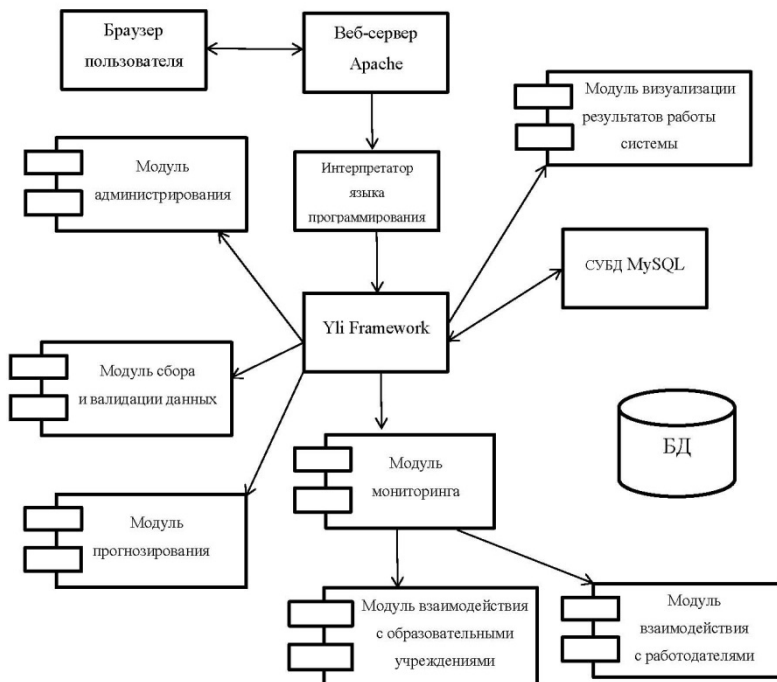 Браузер
пользователя
Веб-сервер
Apache
Модуль визуализации
результатов работы
системы
Модуль
администрирования
Интерпретатор
языка
программирования
СУБД MySQL
Yli Framework
Модуль сбора
и валидации данных
БД
Модуль
мониторинга
Модуль
прогнозирования
Модуль взаимодействия
с образовательными
учреждениями
Модуль
взаимодействия
с работодателями